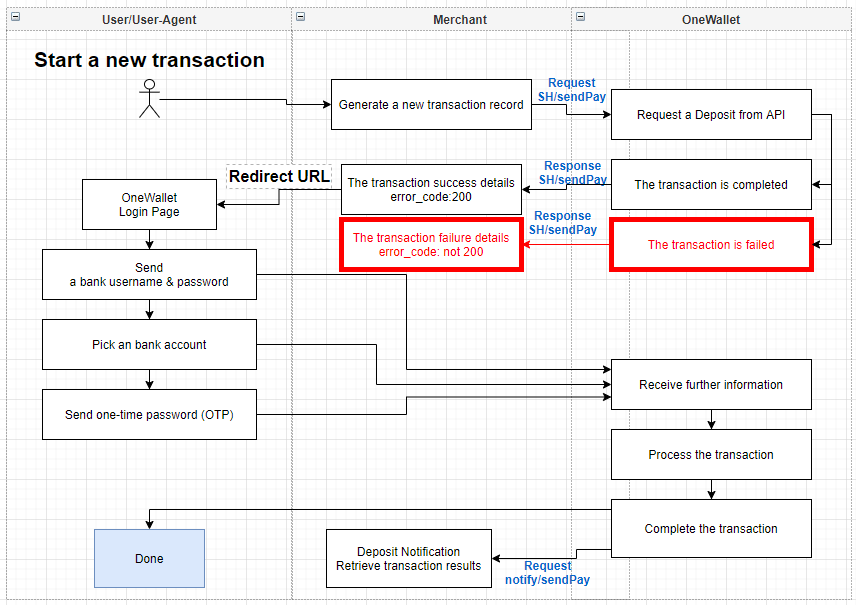 User/User-Agent
Merchant
OneWallet
Start a new transaction
Generate a new transaction record
Request
SH/sendPay
Request a Deposit from API
Redirect URL
The transaction success details
error_code:200
Response
SH/sendPay
The transaction is completed
OneWallet
Login Page
The transaction failure details
error_code: not 200
Response
SH/sendPay
The transaction is failed
Send
a bank username & password
Pick an bank account
Send one-time password (OTP)
Receive further information
Process the transaction
Complete the transaction
Done
Deposit Notification
Retrieve transaction results
Request
notify/sendPay